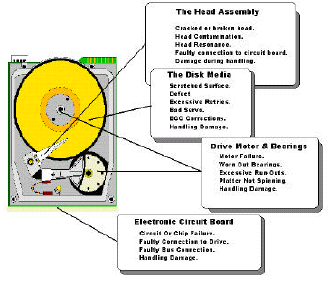 The Head Assembly
Cracked or broken head.
Head Contamination.
Head Resonance.
Faulty connection to circuit board.
Damage during handling.
The Disk Media
Scratched Surface.
Defect
Excessive Retries.
Bad Servo.
ECC Corrections.
Handling Damage.
Drive Motor & Bearings
Motor Failure.
Worn Out Bearings.
Excessive Run Outs.
Platter Not Spinning
Handling Damage.
Electronic Circuit Board
Circuit Or Chip Failure.
Faulty Connection to Drive.
Faulty Bus Connection.
Handling Damage.